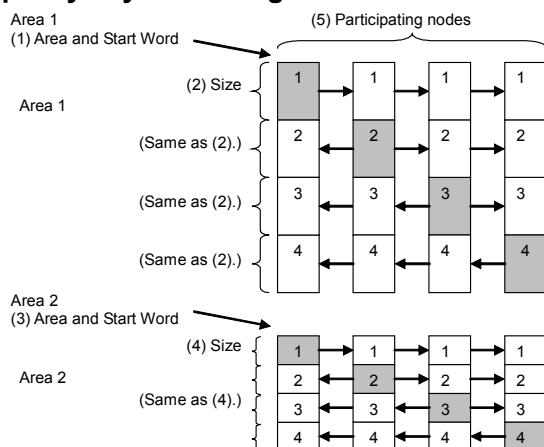 Area 1
(1) Area and Start Word
(5) Participating nodes
(2) Size
1 1 1 1
Area 1
(Same as (2).)
2 2 2 2
(Same as (2).)
3 3 3 3
(Same as (2).)
4 4 4 4
Area 2
(3) Area and Start Word
(4) Size
1 1 1 1
Area 2
2 2 2 2
(Same as (4).)
3 3 3 3
4 4 4 4